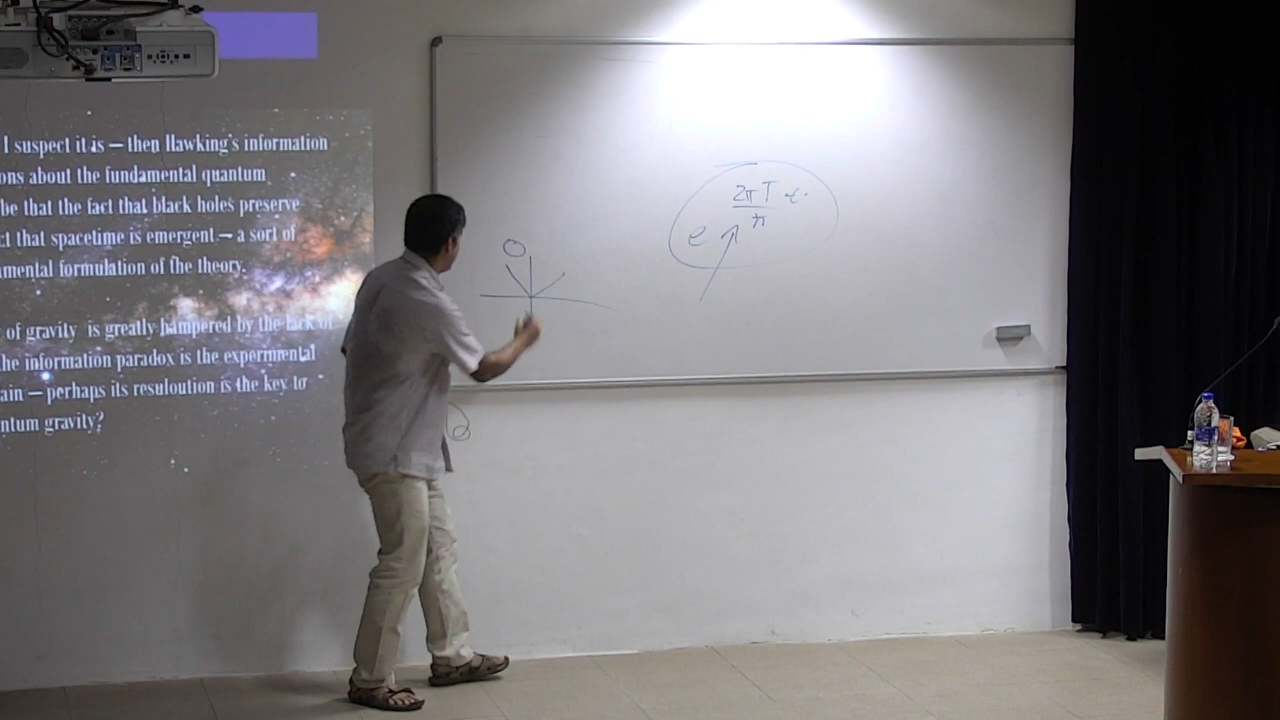 I suspect it is – then Hawking's information
ons about the fundamental quantum
be that the fact that black holes preserve
ct that spacetime is emergent – a sort of
amental formulation of the theory.
of gravity is greatly hampered by the lack of
he information paradox is the experimental
ain – perhaps its resuloution is the key to
ntum gravity?
e 2πT t
ħ